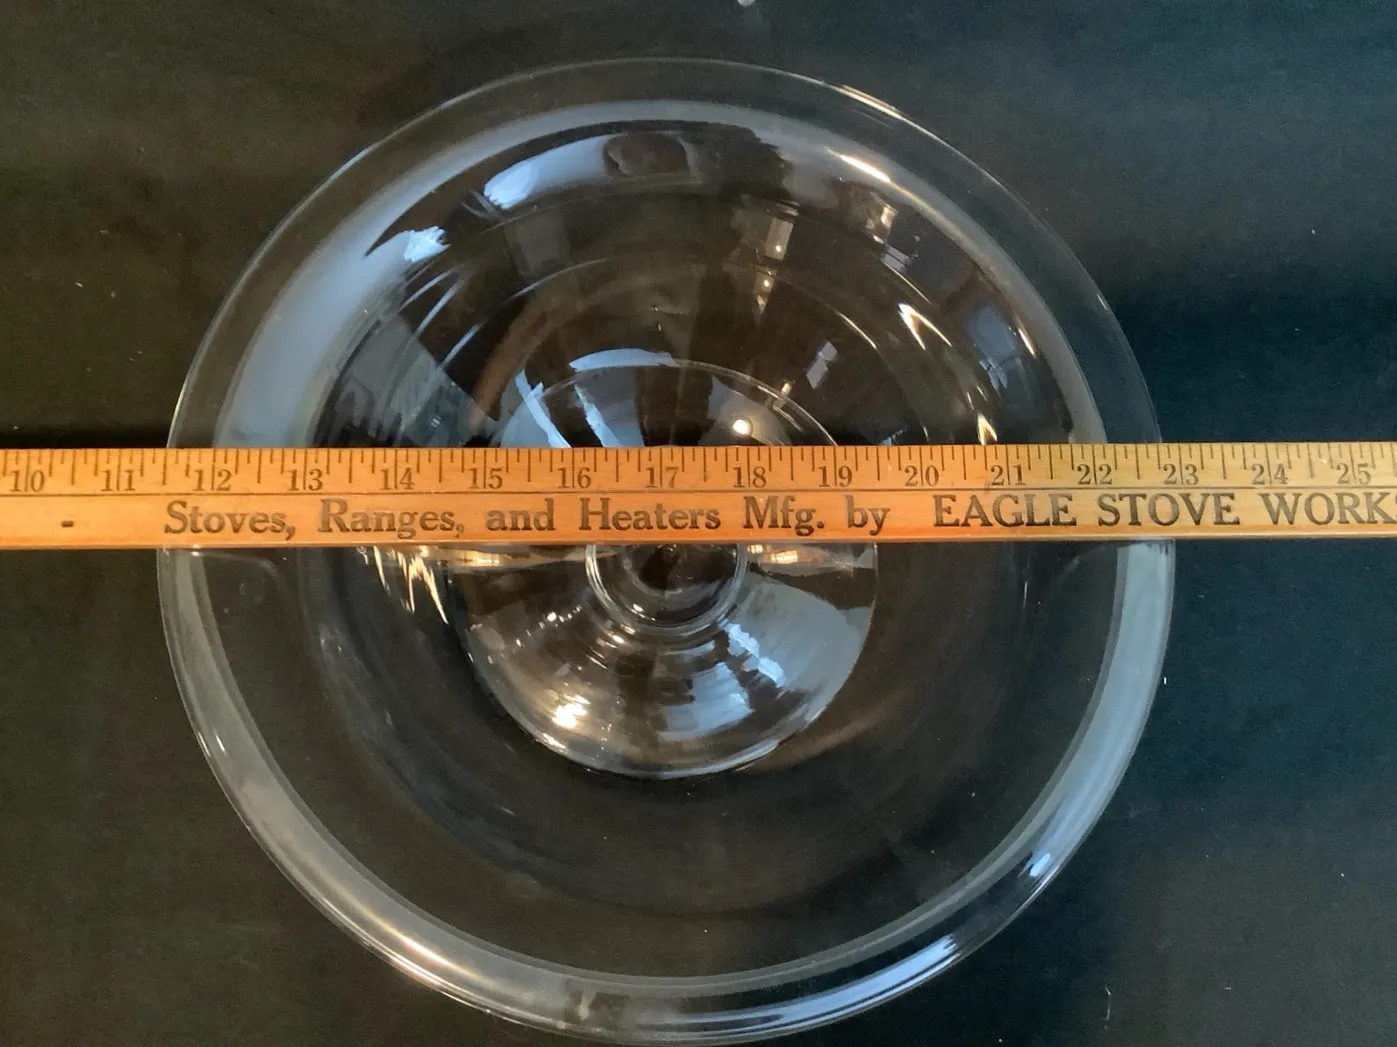 10 11 12 13 14 15 16 17 18 19 20 21 22 23 24 25
- Stoves, Ranges, and Heaters Mfg. by EAGLE STOVE WORK